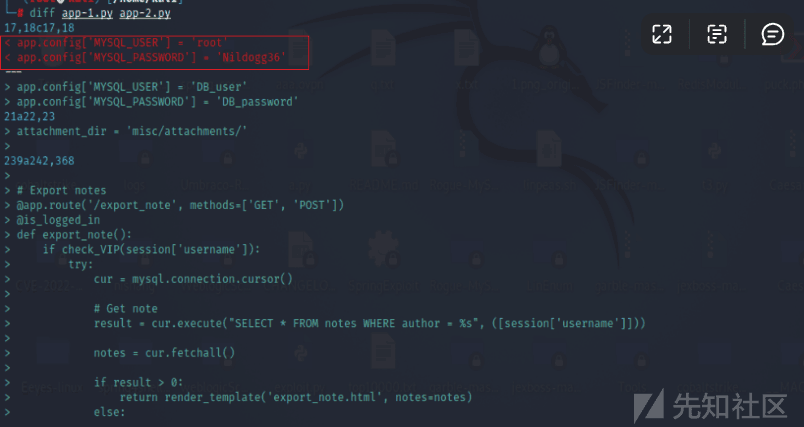 └─# diff app-1.py app-2.py
17,18c17,18
< app.config['MYSQL_USER'] = 'root'
< app.config['MYSQL_PASSWORD'] = 'Nildogg36'
---
> app.config['MYSQL_USER'] = 'DB_user'
> app.config['MYSQL_PASSWORD'] = 'DB_password'
21a22,23
> attachment_dir = 'misc/attachments/'
>
239a242,368
>
> # Export notes
> @app.route('/export_note', methods=['GET', 'POST'])
> @is_logged_in
> def export_note():
>     if check_VIP(session['username']):
>         try:
>             cur = mysql.connection.cursor()
>
>             # Get note
>             result = cur.execute("SELECT * FROM notes WHERE author = %s", ([session['username']]))
>
>             notes = cur.fetchall()
>
>             if result > 0:
>                 return render_template('export_note.html', notes=notes)
>             else:
先知社区